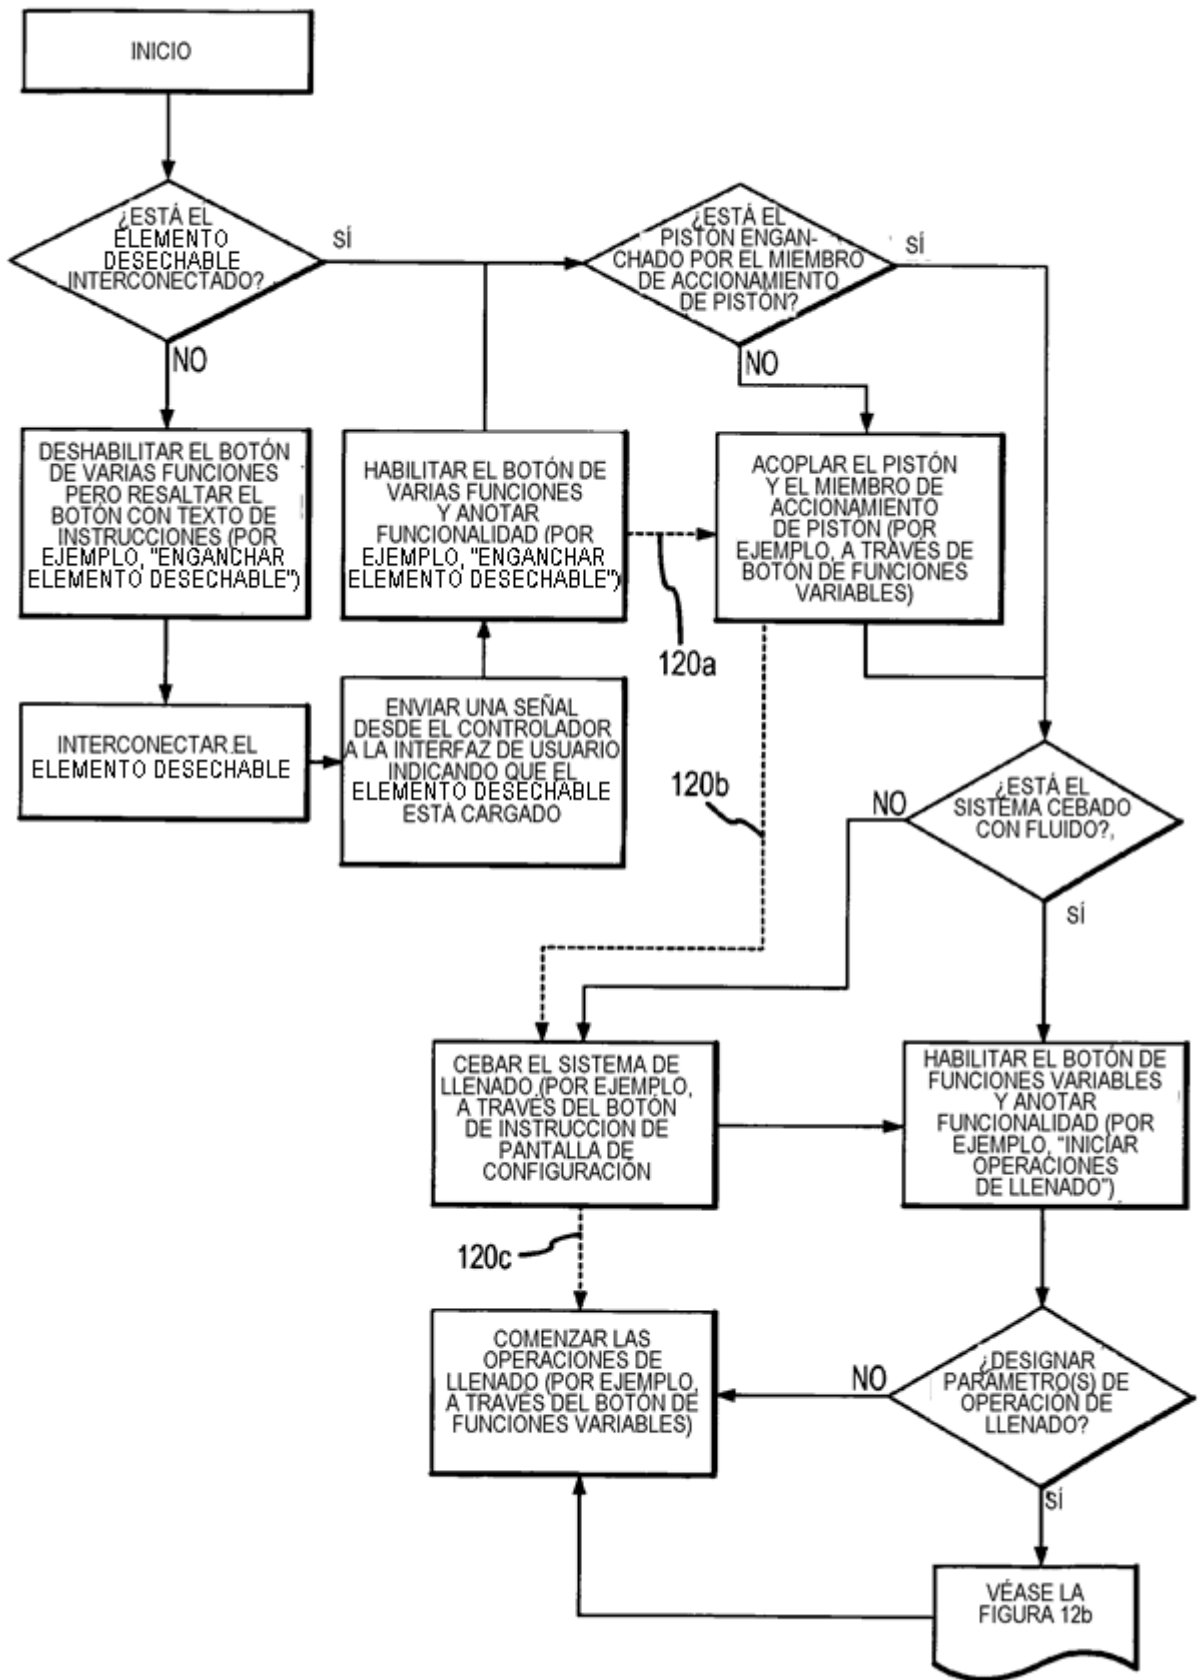 INICIO
¿ESTÁ EL
ELEMENTO
DESECHABLE
INTERCONECTADO?
SÍ
NO
¿ESTÁ EL
PISTÓN ENGAN-
CHADO POR EL MIEMBRO
DE ACCIONAMIENTO
DE PISTÓN?
SÍ
NO
DESHABILITAR EL BOTÓN
DE VARIAS FUNCIONES
PERO RESALTAR EL
BOTÓN CON TEXTO DE
INSTRUCCIONES (POR
EJEMPLO, "ENGANCHAR
ELEMENTO DESECHABLE")
HABILITAR EL BOTÓN DE
VARIAS FUNCIONES
Y ANOTAR
FUNCIONALIDAD (POR
EJEMPLO, "ENGANCHAR
ELEMENTO DESECHABLE")
ACOPLAR EL PISTÓN
Y EL MIEMBRO DE
ACCIONAMIENTO
DE PISTÓN (POR
EJEMPLO, A TRAVÉS DE
BOTÓN DE FUNCIONES
VARIABLES)
120a
INTERCONECTAR.EL
ELEMENTO DESECHABLE
ENVIAR UNA SEÑAL
DESDE EL CONTROLADOR
A LA INTERFAZ DE USUARIO
INDICANDO QUE EL
ELEMENTO DESECHABLE
ESTÁ CARGADO
120b
¿ESTÁ EL
SISTEMA CEBADO
CON FLUIDO?,
NO
SÍ
CEBAR EL SISTEMA DE
LLENADO.(POR EJEMPLO,
A TRAVÉS DEL BOTÓN
DE INSTRUCCIÓN DE
PANTALLA DE
CONFIGURACIÓN
HABILITAR EL BOTÓN DE
FUNCIONES VARIABLES
Y ANOTAR
FUNCIONALIDAD (POR
EJEMPLO, "INICIAR
OPERACIONES
DE LLENADO")
120c
COMENZAR LAS
OPERACIONES DE
LLENADO (POR EJEMPLO,
A TRAVÉS DEL BOTÓN DE
FUNCIONES VARIABLES)
NO
¿DESIGNAR
PARÁMETRO(S) DE
OPERACIÓN DE
LLENADO?
SÍ
VÉASE LA
FIGURA 12b